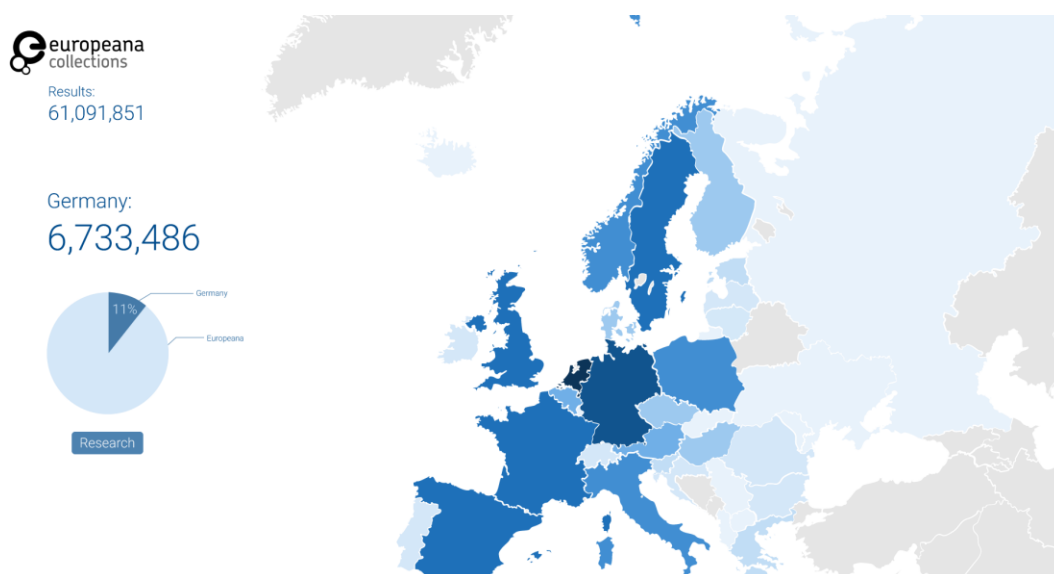 europeana
collections
Results:
61,091,851
Germany:
6,733,486
11%
Germany
Europeana
Research